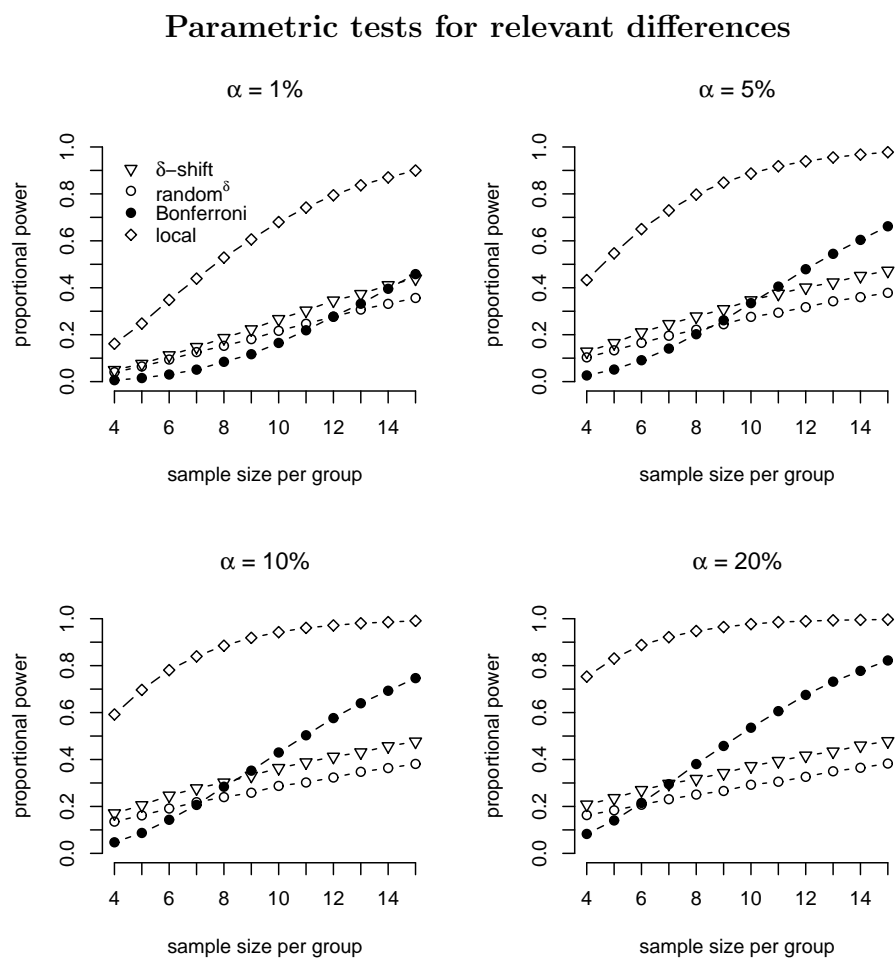 Parametric tests for relevant differences
α = 1%
α = 5%
proportional power
0.0 0.2 0.4 0.6 0.8 1.0
δ−shift
random^δ
Bonferroni
local
4 6 8 10 12 14
sample size per group
proportional power
0.0 0.2 0.4 0.6 0.8 1.0
4 6 8 10 12 14
sample size per group
α = 10%
α = 20%
proportional power
0.0 0.2 0.4 0.6 0.8 1.0
4 6 8 10 12 14
sample size per group
proportional power
0.0 0.2 0.4 0.6 0.8 1.0
4 6 8 10 12 14
sample size per group